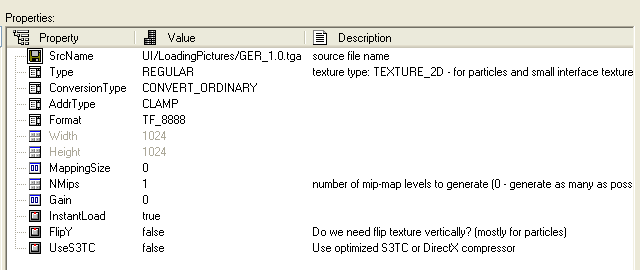 Properties:
Property Value Description
SrcName UI/LoadingPictures/GER_1.0.tga source file name
Type REGULAR texture type: TEXTURE_2D - for particles and small interface texture
ConversionType CONVERT_ORDINARY
AddrType CLAMP
Format TF_8888
Width 1024
Height 1024
MappingSize 0
NMips 1 number of mip-map levels to generate (0 - generate as many as poss
Gain 0
InstantLoad true
FlipY false Do we need flip texture vertically? (mostly for particles)
UseS3TC false Use optimized S3TC or DirectX compressor